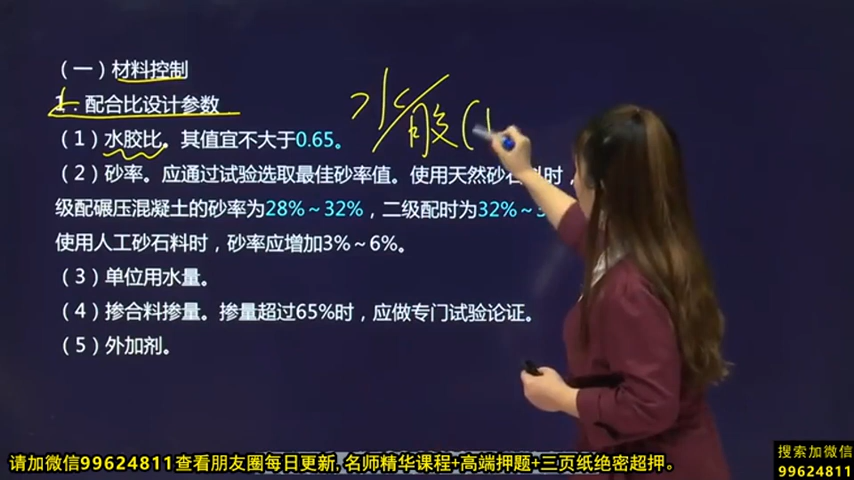 （一）材料控制
1. 配合比设计参数
（1）水胶比。其值宜不大于0.65。
（2）砂率。应通过试验选取最佳砂率值。使用天然砂石料时，
级配碾压混凝土的砂率为28%～32%，二级配时为32%～
使用人工砂石料时，砂率应增加3%～6%。
（3）单位用水量。
（4）掺合料掺量。掺量超过65%时，应做专门试验论证。
（5）外加剂。
水/胶(
请加微信99624811查看朋友圈每日更新,名师精华课程+高端押题+三页纸绝密超押。
搜索加微信
99624811